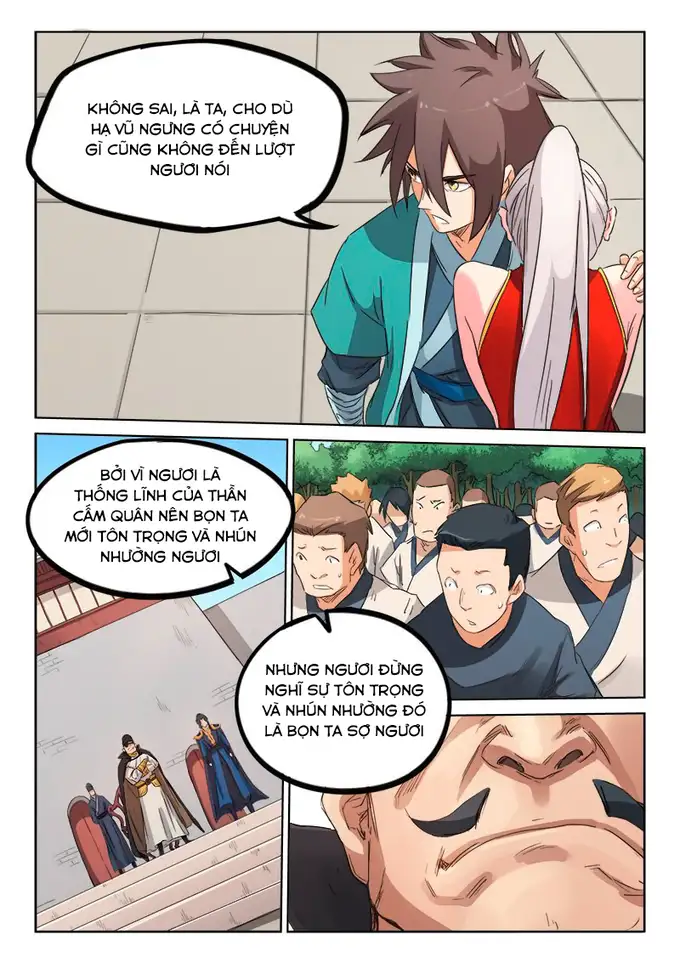 KHÔNG SAI, LÀ TA, CHO DÙ
HẠ VŨ NGƯNG CÓ CHUYỆN
GÌ CŨNG KHÔNG ĐẾN LƯỢT
NGƯƠI NÓI
BỞI VÌ NGƯƠI LÀ
THỐNG LĨNH CỦA THẦN
CẤM QUÂN NÊN BỌN TA
MỚI TÔN TRỌNG VÀ NHÚN
NHƯỜNG NGƯƠI
NHƯNG NGƯƠI ĐỪNG
NGHĨ SỰ TÔN TRỌNG
VÀ NHÚN NHƯỜNG ĐÓ
LÀ BỌN TA SỢ NGƯƠI